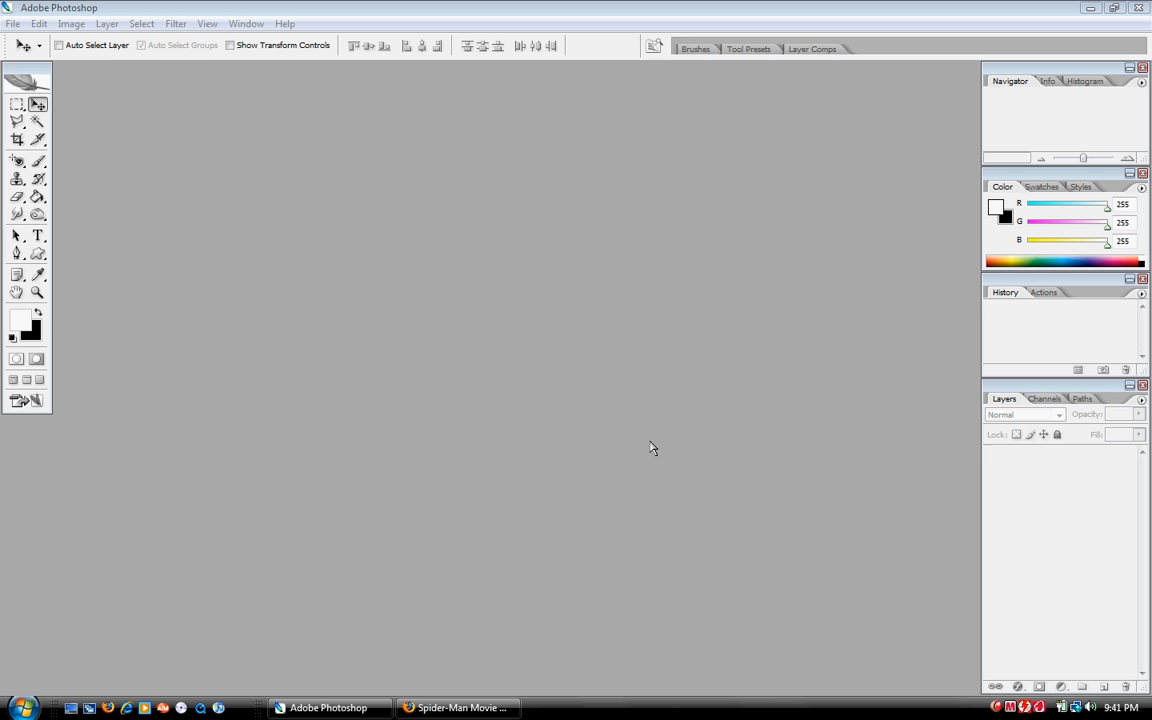 Adobe Photoshop
File Edit Image Layer Select Filter View Window Help
Auto Select Layer Auto Select Groups Show Transform Controls Brushes Tool Presets Layer Comps
Navigator Info Histogram
Color Swatches Styles
R 255
G 223
B 241
History Actions
Layers Channels Paths
Normal Opacity:
Lock: Fill:
Adobe Photoshop Spider-Man Movie ... 9:41 PM